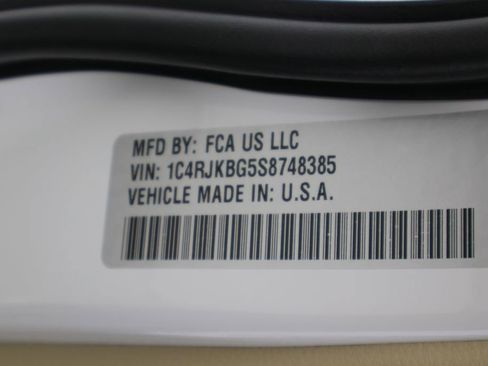 MFD BY: FCA US LLC
VIN: 1C4RJKBG5S8748385
VEHICLE MADE IN: U.S.A.